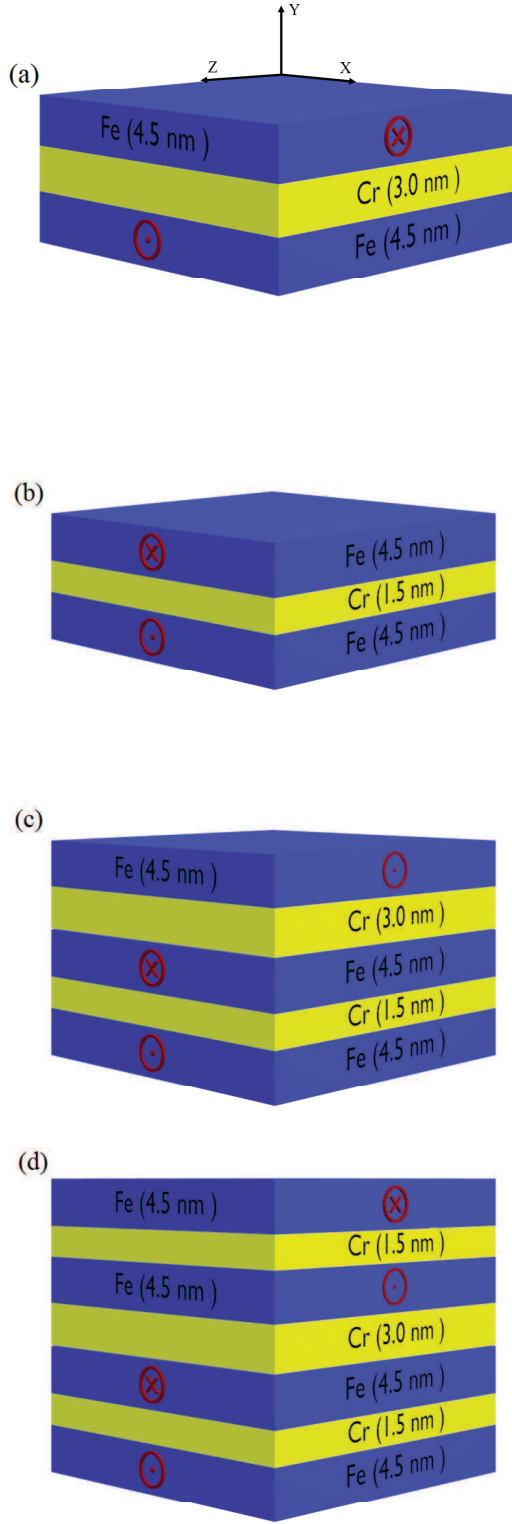 Y
Z X
(a)
Fe (4.5 nm )
Cr (3.0 nm )
Fe (4.5 nm )
(b)
Fe (4.5 nm )
Cr (1.5 nm )
Fe (4.5 nm )
(c)
Fe (4.5 nm )
Cr (3.0 nm )
Fe (4.5 nm )
Cr (1.5 nm )
Fe (4.5 nm )
(d)
Fe (4.5 nm )
Cr (1.5 nm )
Fe (4.5 nm )
Cr (3.0 nm )
Fe (4.5 nm )
Cr (1.5 nm )
Fe (4.5 nm )